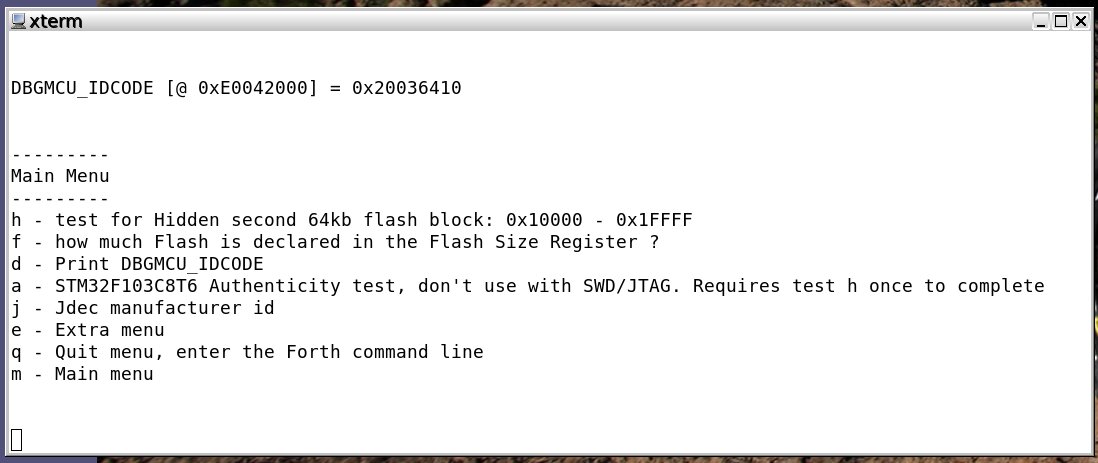 xterm
DBGMCU_IDCODE [@ 0xE0042000] = 0x20036410
---------
Main Menu
---------
h - test for Hidden second 64kb flash block: 0x10000 - 0x1FFFF
f - how much Flash is declared in the Flash Size Register ?
d - Print DBGMCU_IDCODE
a - STM32F103C8T6 Authenticity test, don't use with SWD/JTAG. Requires test h once to complete
j - Jdec manufacturer id
e - Extra menu
q - Quit menu, enter the Forth command line
m - Main menu